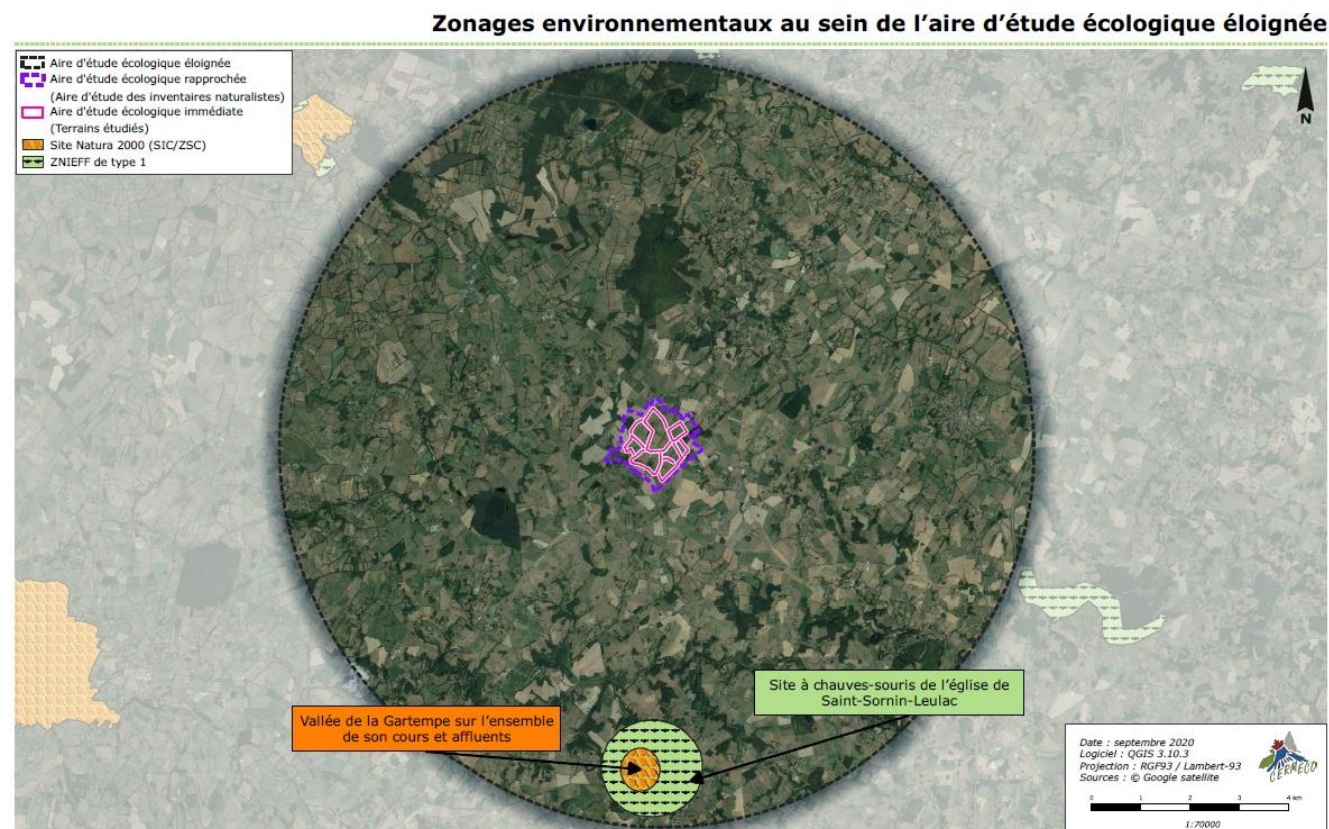 Zonages environnementaux au sein de l’aire d’étude écologique éloignée
Aire d'étude écologique éloignée
Aire d'étude écologique rapprochée
(Aire d'étude des inventaires naturalistes)
Aire d'étude écologique immédiate
(Terrains étudiés)
Site Natura 2000 (SIC/ZSC)
ZNIEFF de type 1
N
Site à chauves-souris de l’église de
Saint-Sornin-Leulac
Vallée de la Gartempe sur l’ensemble
de son cours et affluents
Date : septembre 2020
Logiciel : QGIS 3.10.3
Projection : RGF93 / Lambert-93
Sources : © Google satellite
CERMECO
0 1 2 3 4 km
1:70000